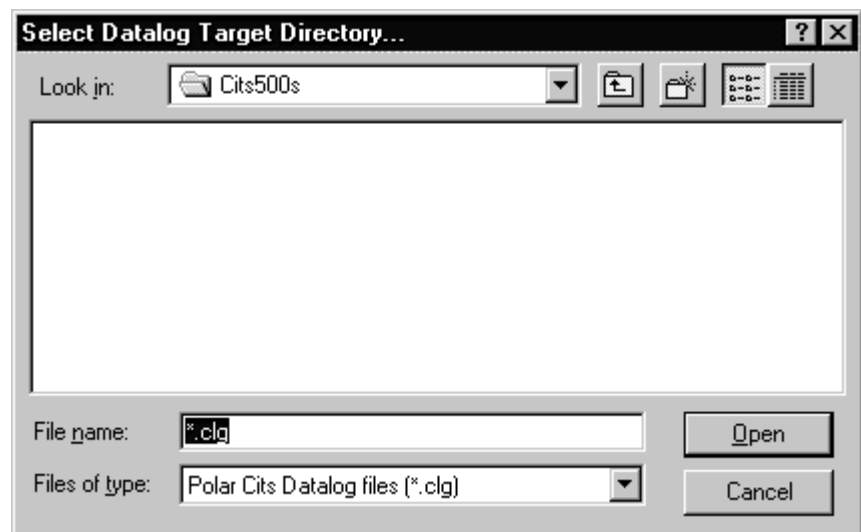 Select Datalog Target Directory...
Look in: Cits500s
File name: *.clg Open
Files of type: Polar Cits Datalog files (*.clg) Cancel